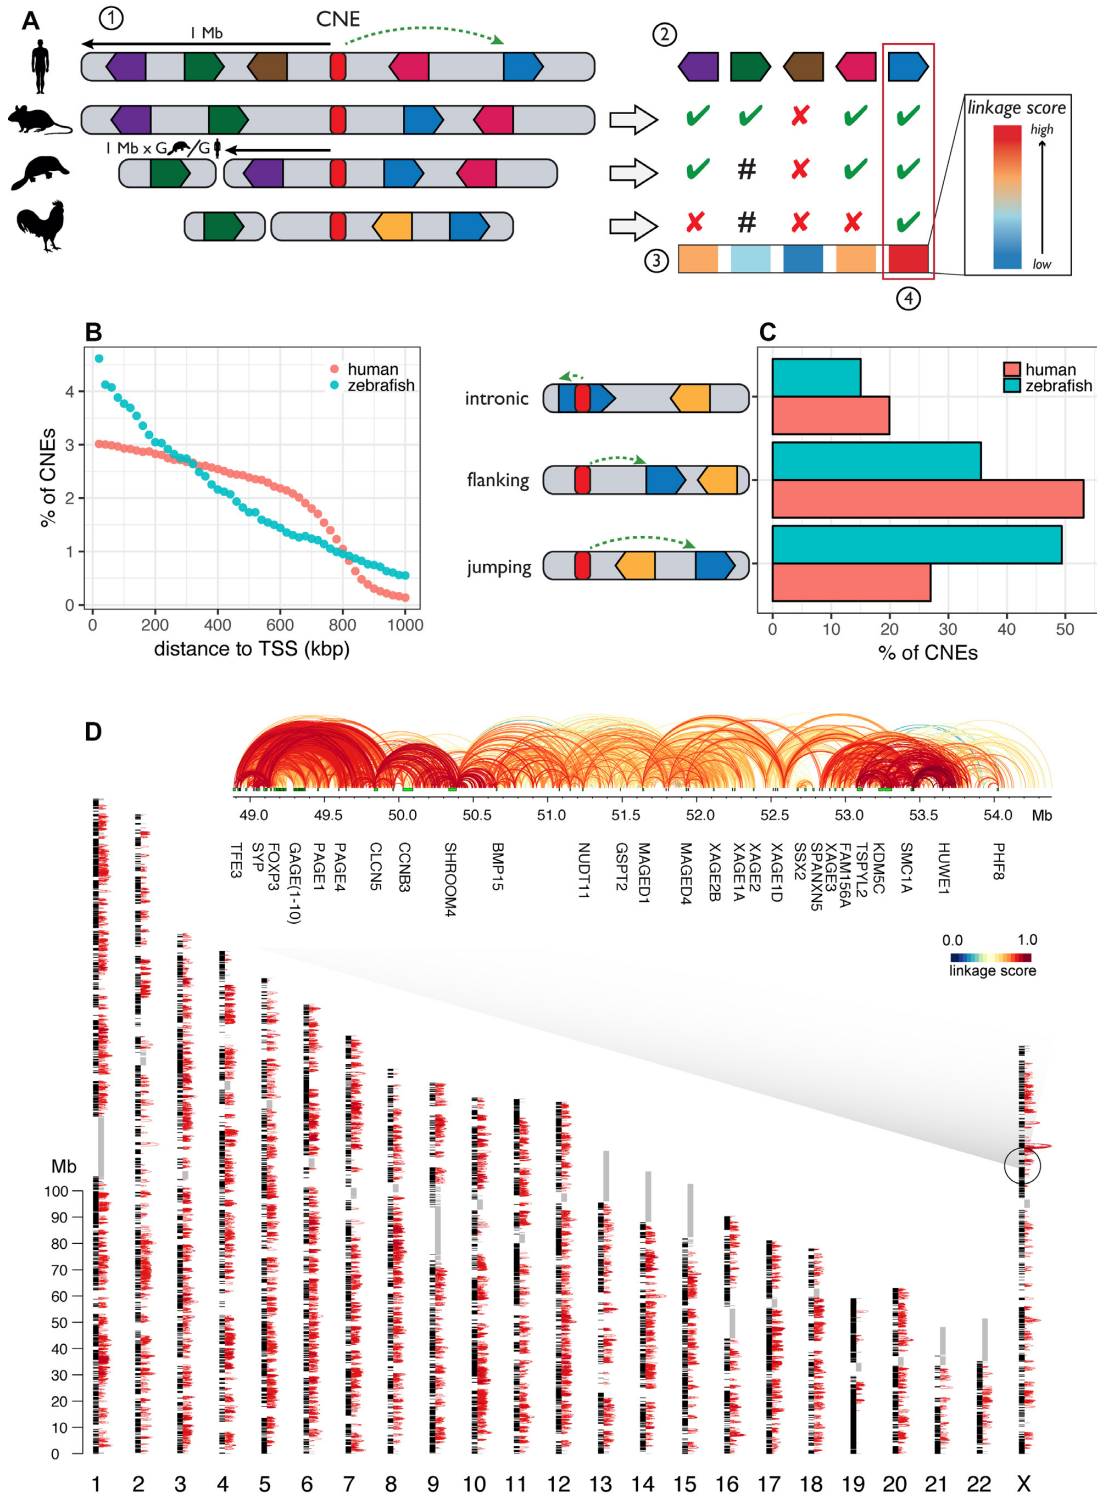 A
1
CNE
1 Mb
2
linkage score
high
low
1 Mb x G /G
#
#
3
4
B
human
zebrafish
4
3
2
1
0
% of CNEs
0 200 400 600 800 1000
distance to TSS (kbp)
intronic
flanking
jumping
C
human
zebrafish
0 10 20 30 40 50
% of CNEs
D
49.0 49.5 50.0 50.5 51.0 51.5 52.0 52.5 53.0 53.5 54.0 Mb
TFE3
SYP
FOXP3
GAGE(1-10)
PAGE1
PAGE4
CLCN5
CCNB3
SHROOM4
BMP15
NUDT11
GSPT2
MAGED1
MAGED4
XAGE2B
XAGE1A
XAGE2
XAGE1D
SSX2
SPANXN5
XAGE3
FAM156A
TSPYL2
KDM5C
SMC1A
HUWE1
PHF8
0.0 1.0
linkage score
Mb
100
90
80
70
60
50
40
30
20
10
0
1 2 3 4 5 6 7 8 9 10 11 12 13 14 15 16 17 18 19 20 21 22 X